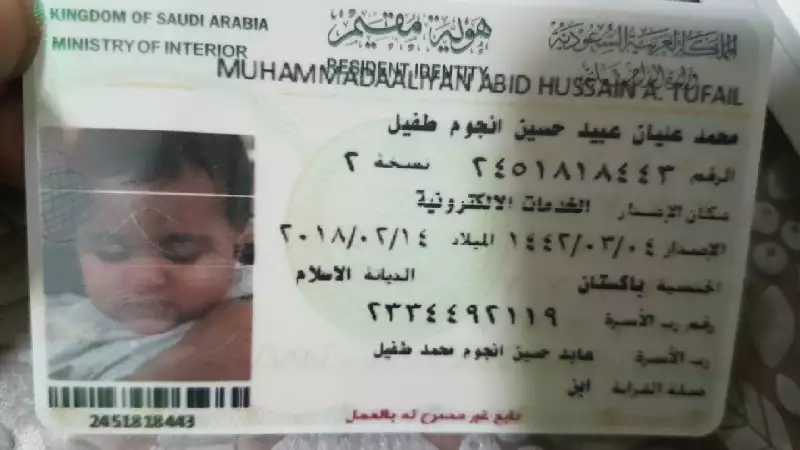 KINGDOM OF SAUDI ARABIA
MINISTRY OF INTERIOR
هوية مقيم
RESIDENT IDENTITY
المملكة العربية السعودية
وزارة الداخلية
MUHAMMADAALIYAN ABID HUSSAIN A. TUFAIL
محمد عليان عبيد حسين انجوم طفيل
الرقم ٢٤٥١٨١٨٤٤٣ نسخة ٢
مكان الإصدار الخدمات الالكترونية
الإصدار ١٤٤٢/٠٣/٠٤ الميلاد ٢٠١٨/٠٢/١٤
الجنسية باكستان الديانة الاسلام
رقم رب الأسرة ٢٣٣٤٤٩٢١١٩
رب الأسرة عابد حسين انجوم محمد طفيل
صلة القرابة ابن
تابع غير مصرح له بالعمل
2451818443